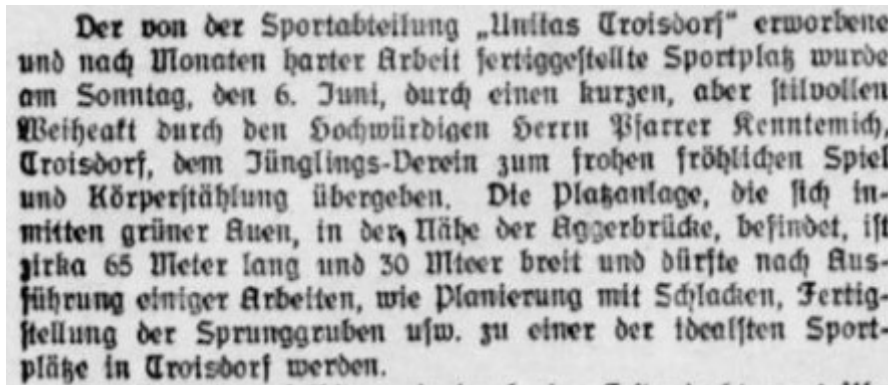 Der von der Sportabteilung „Unitas Troisdorf“ erworbene
und nach Monaten harter Arbeit fertiggestellte Sportplatz wurde
am Sonntag, den 6. Juni, durch einen kurzen, aber stilvollen
Weiheakt durch den Hochwürdigen Herrn Pfarrer Kenntemich,
Troisdorf, dem Jünglings-Verein zum frohen fröhlichen Spiel
und Körperstählung übergeben. Die Platzanlage, die sich in-
mitten grüner Auen, in der Nähe der Aggerbrücke, befindet, ist
zirka 65 Meter lang und 30 Mteer breit und dürfte nach Aus-
führung einiger Arbeiten, wie Planierung mit Schlacken, Fertig-
stellung der Sprunggruben usw. zu einer der idealsten Sport-
plätze in Troisdorf werden.